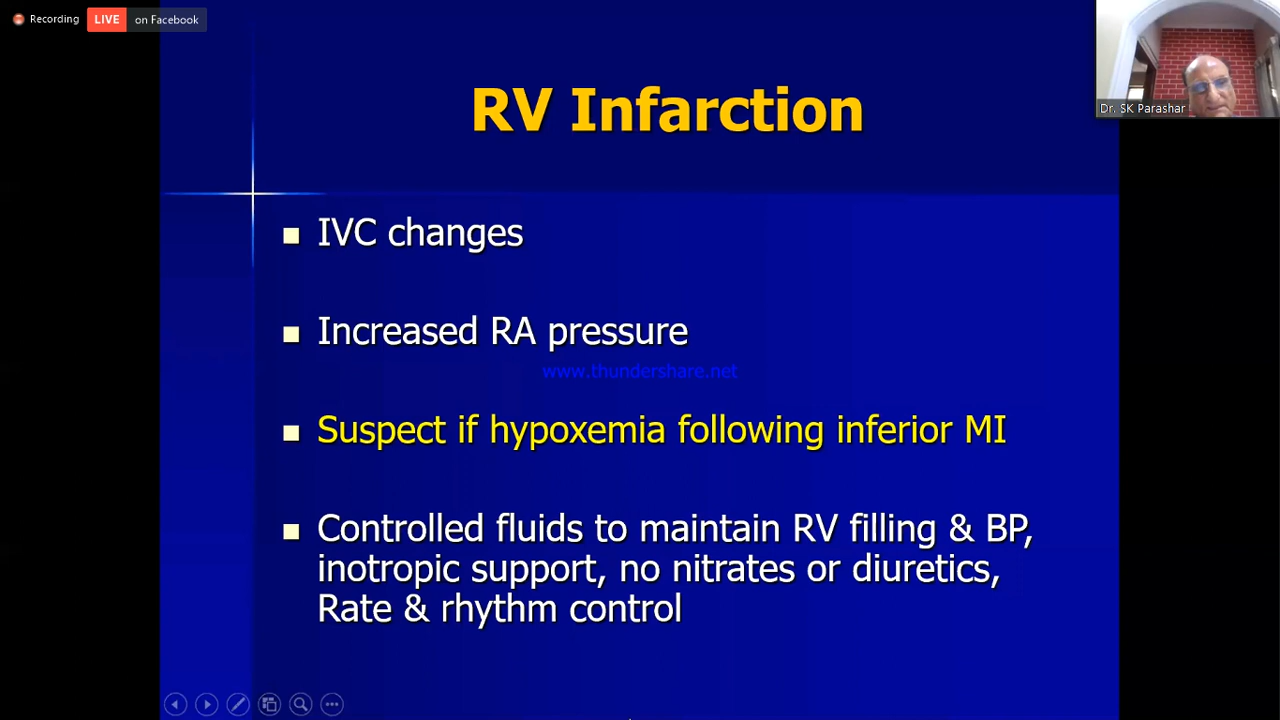 Recording LIVE on Facebook
Dr. SK Parashar
RV Infarction
IVC changes
Increased RA pressure
www.thundershare.net
Suspect if hypoxemia following inferior MI
Controlled fluids to maintain RV filling & BP,
inotropic support, no nitrates or diuretics,
Rate & rhythm control